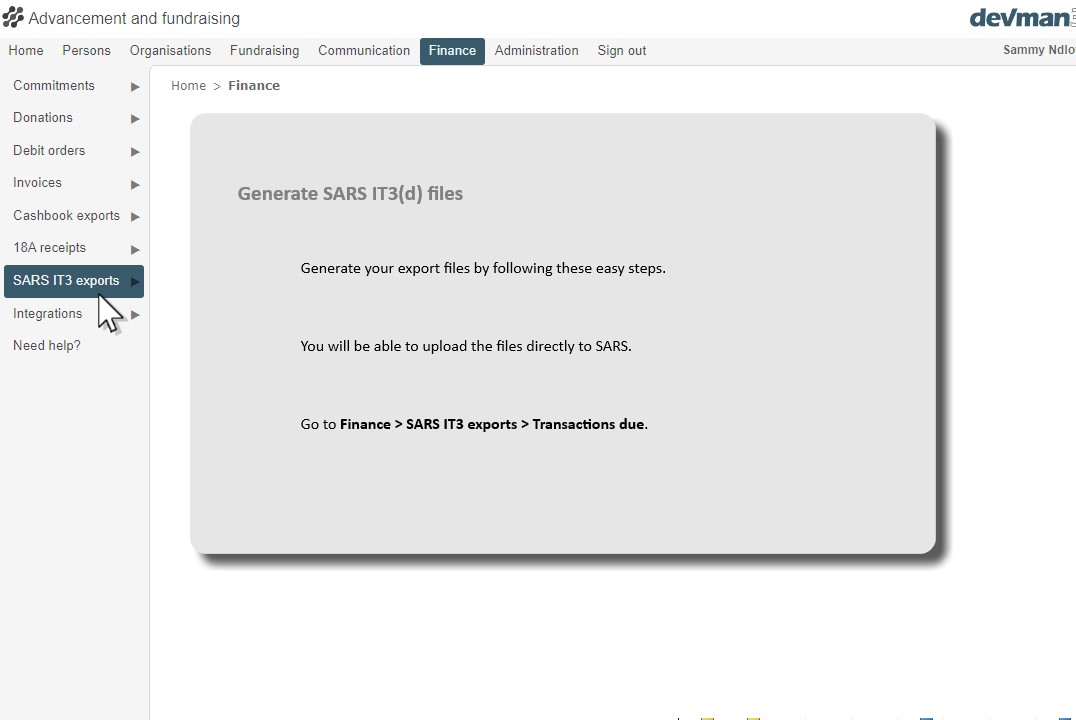 Advancement and fundraising
devman
Home Persons Organisations Fundraising Communication Finance Administration Sign out
Sammy
Commitments
Donations
Debit orders
Invoices
Cashbook exports
18A receipts
SARS IT3 exports
Integrations
Need help?
Home > Finance
Generate SARS IT3(d) files
Generate your export files by following these easy steps.
You will be able to upload the files directly to SARS.
Go to Finance > SARS IT3 exports > Transactions due.